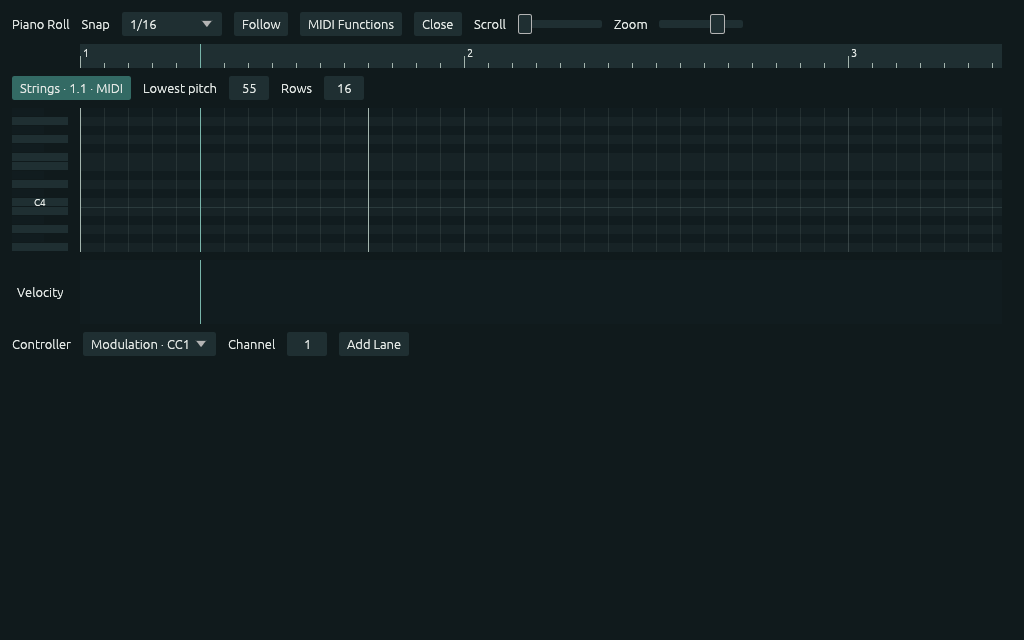 Piano Roll Snap 1/16 Follow MIDI Functions Close Scroll Zoom
1 2 3
Strings · 1.1 · MIDI Lowest pitch 55 Rows 16
C4
Velocity
Controller Modulation · CC1 Channel 1 Add Lane